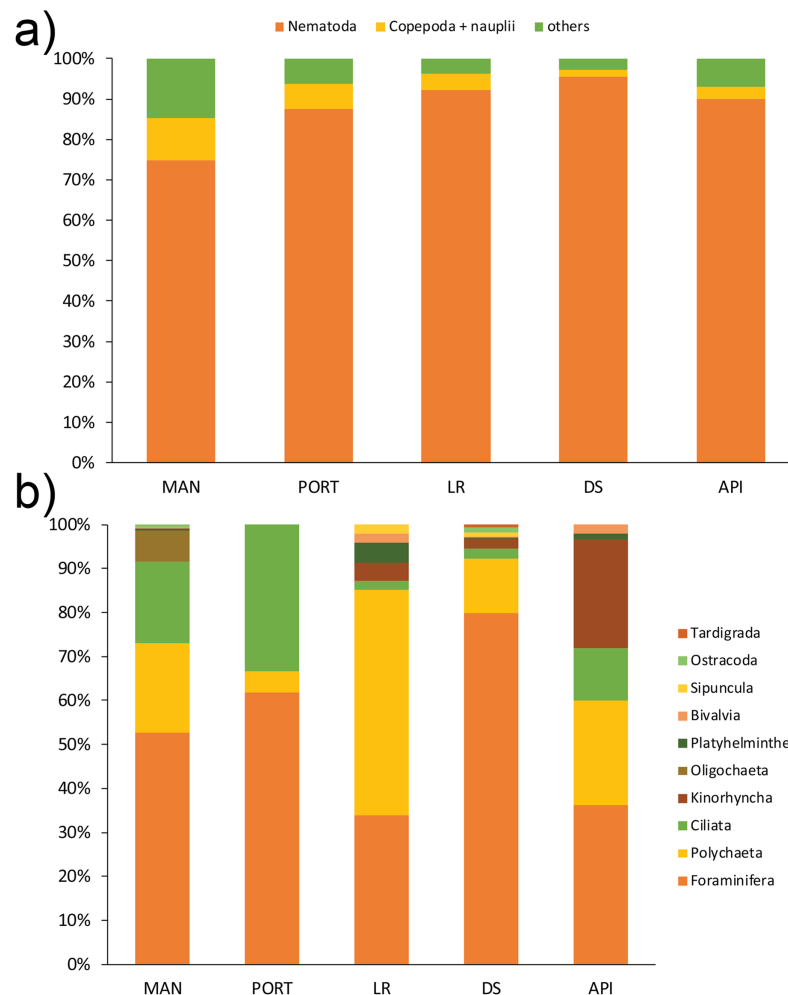 a)
Nematoda Copepoda + nauplii others
100%
90%
80%
70%
60%
50%
40%
30%
20%
10%
0%
MAN PORT LR DS API
b)
100%
90%
80%
70%
60%
50%
40%
30%
20%
10%
0%
MAN PORT LR DS API
Tardigrada
Ostracoda
Sipuncula
Bivalvia
Platyhelminthe
Oligochaeta
Kinorhyncha
Ciliata
Polychaeta
Foraminifera